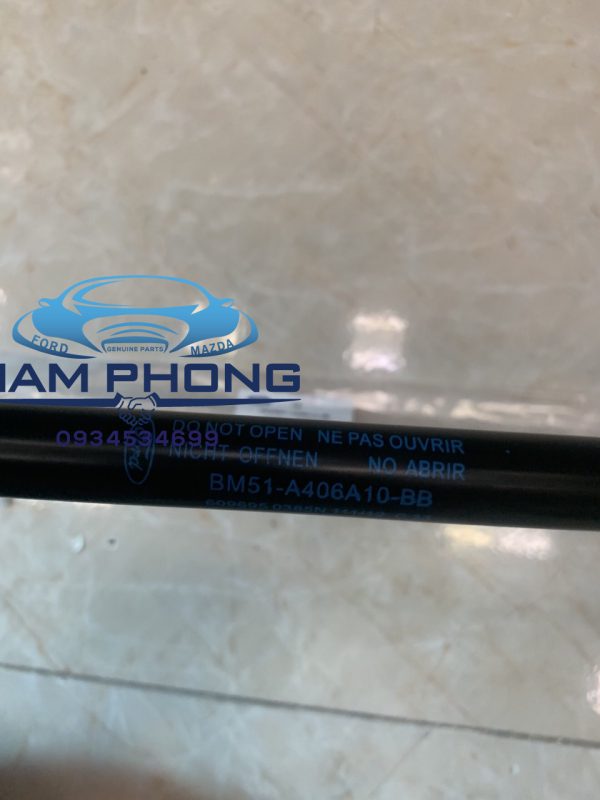 FORD
GENUINE PARTS
MAZDA
NAM PHONG
0934534699
DO NOT OPEN NE PAS OUVRIR
NICHT ÖFFNEN NO ABRIR
BM51-A406A10-BB